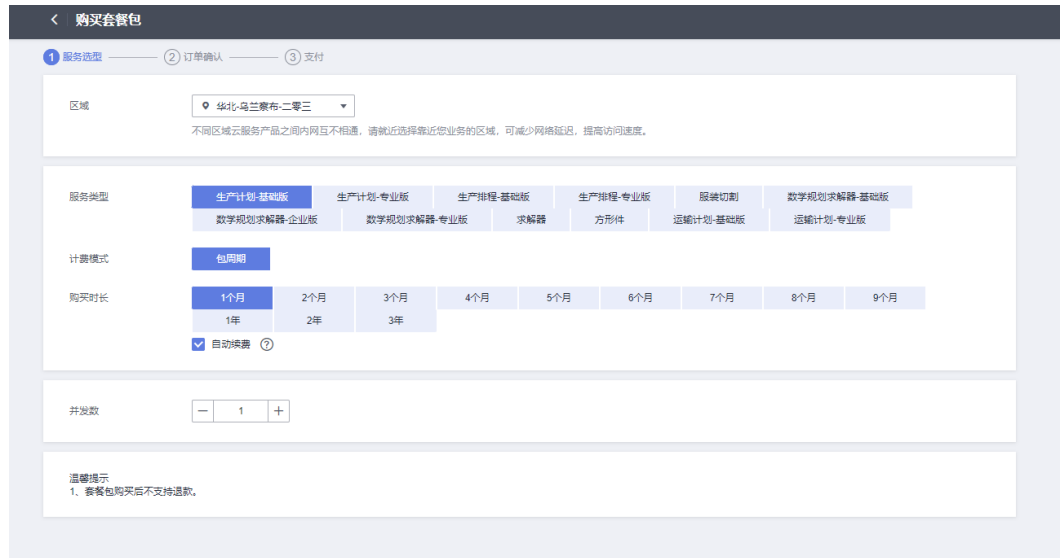 购买套餐包
1 服务选型 2 订单确认 3 支付
区域 华北-乌兰察布-二零三
不同区域云服务产品之间内网互不相通，请就近选择靠近您业务的区域，可减少网络延迟，提高访问速度。
服务类型 生产计划-基础版 生产计划-专业版 生产排程-基础版 生产排程-专业版 服装切割 数学规划求解器-基础版
数学规划求解器-企业版 数学规划求解器-专业版 求解器 方形件 运输计划-基础版 运输计划-专业版
计费模式 包周期
购买时长 1个月 2个月 3个月 4个月 5个月 6个月 7个月 8个月 9个月
1年 2年 3年
自动续费 ?
并发数 — 1 +
温馨提示
1、套餐包购买后不支持退款。